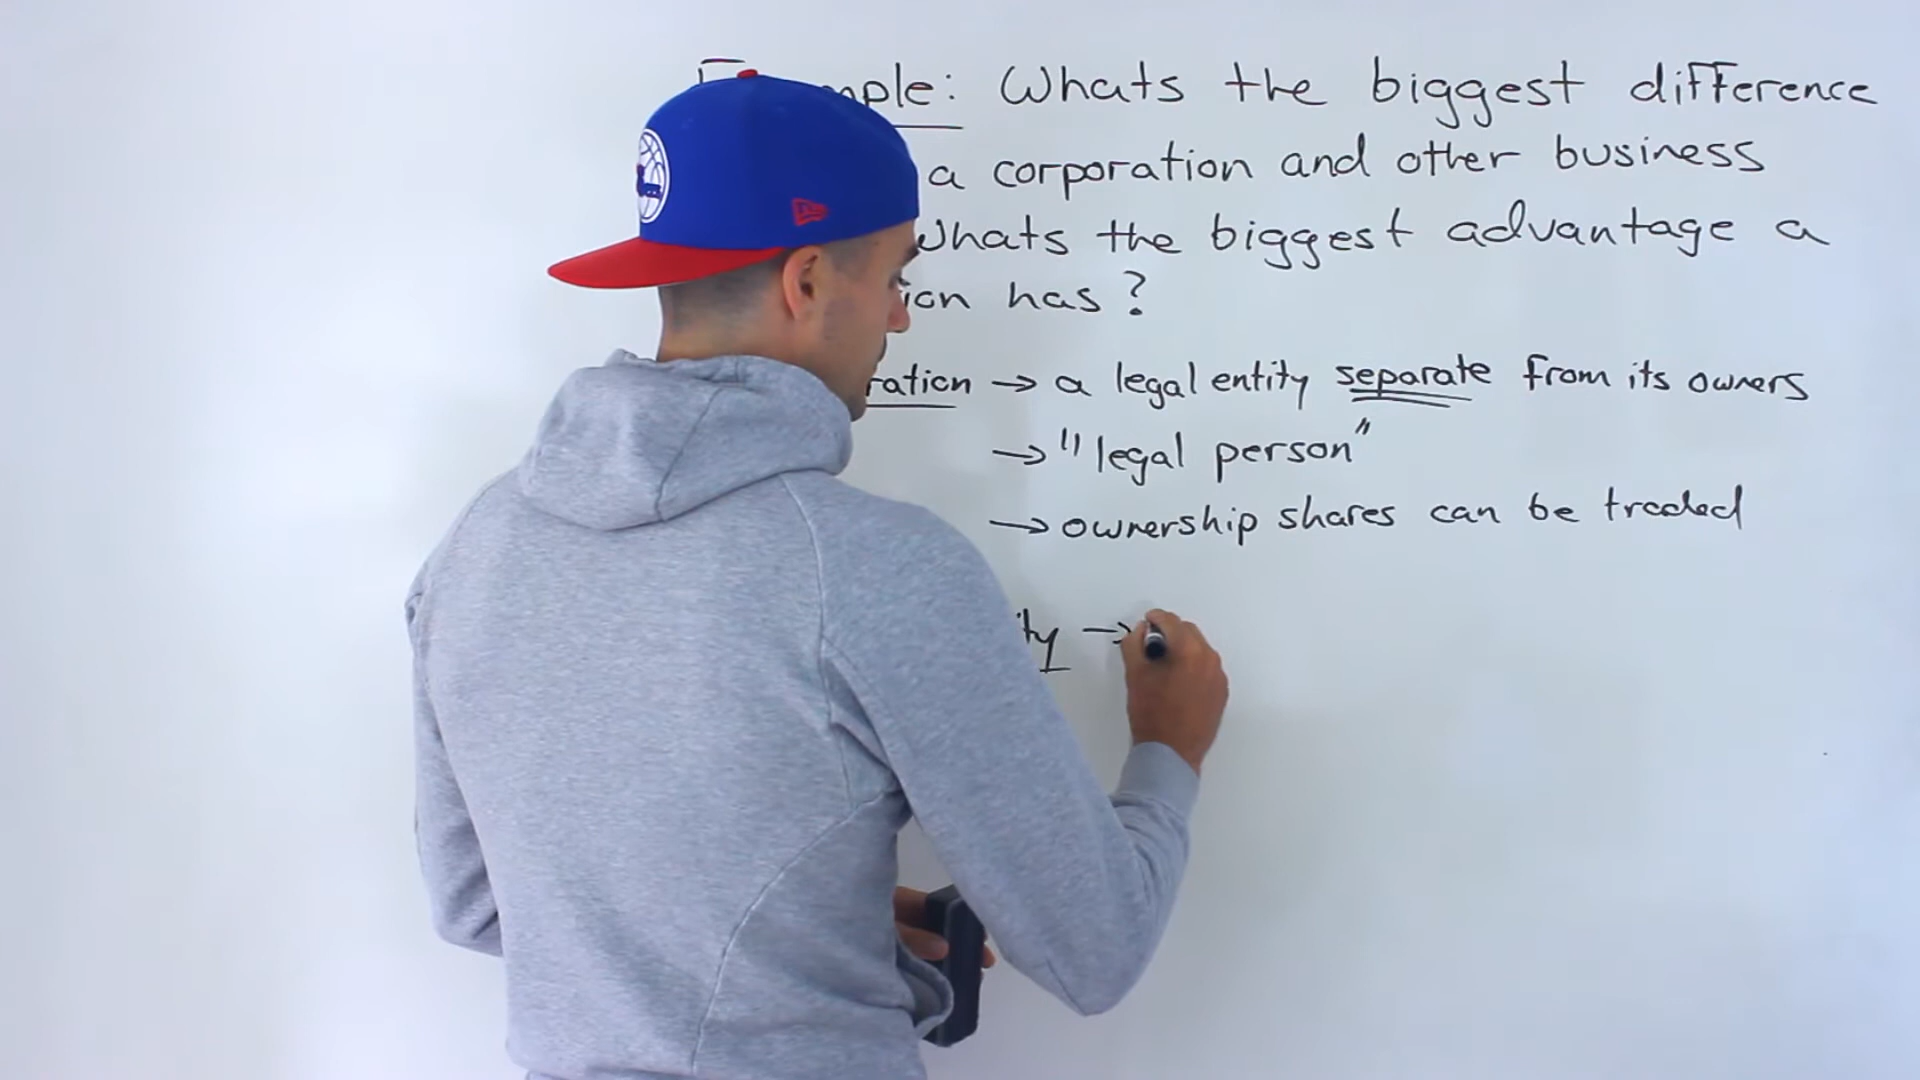 mple: Whats the biggest difference
a corporation and other business
Whats the biggest advantage a
ion has?
ration → a legal entity separate from its owners
→ "legal person"
→ ownership shares can be traded
ity →